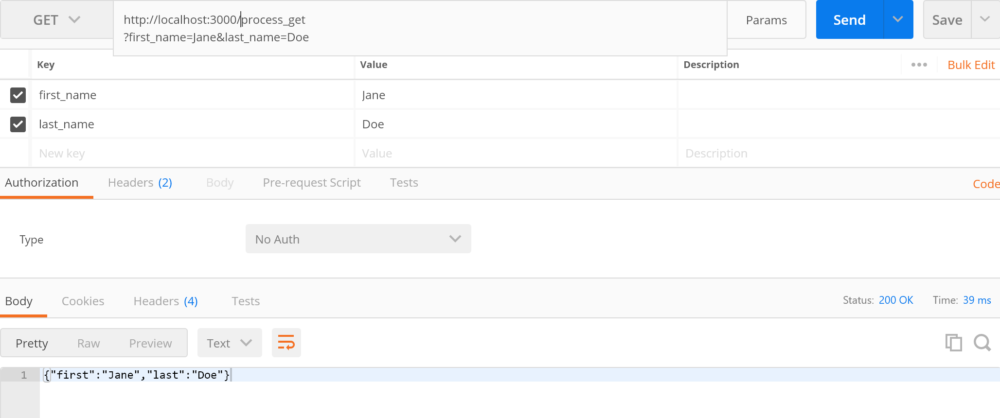 GET
http://localhost:3000/process_get
?first_name=Jane&last_name=Doe
Params
Send
Save
Key
Value
Description
Bulk Edit
first_name
Jane
last_name
Doe
New key
Value
Description
Authorization
Headers (2)
Body
Pre-request Script
Tests
Code
Type
No Auth
Body
Cookies
Headers (4)
Tests
Status: 200 OK
Time: 39 ms
Pretty
Raw
Preview
Text
1
{"first":"Jane","last":"Doe"}